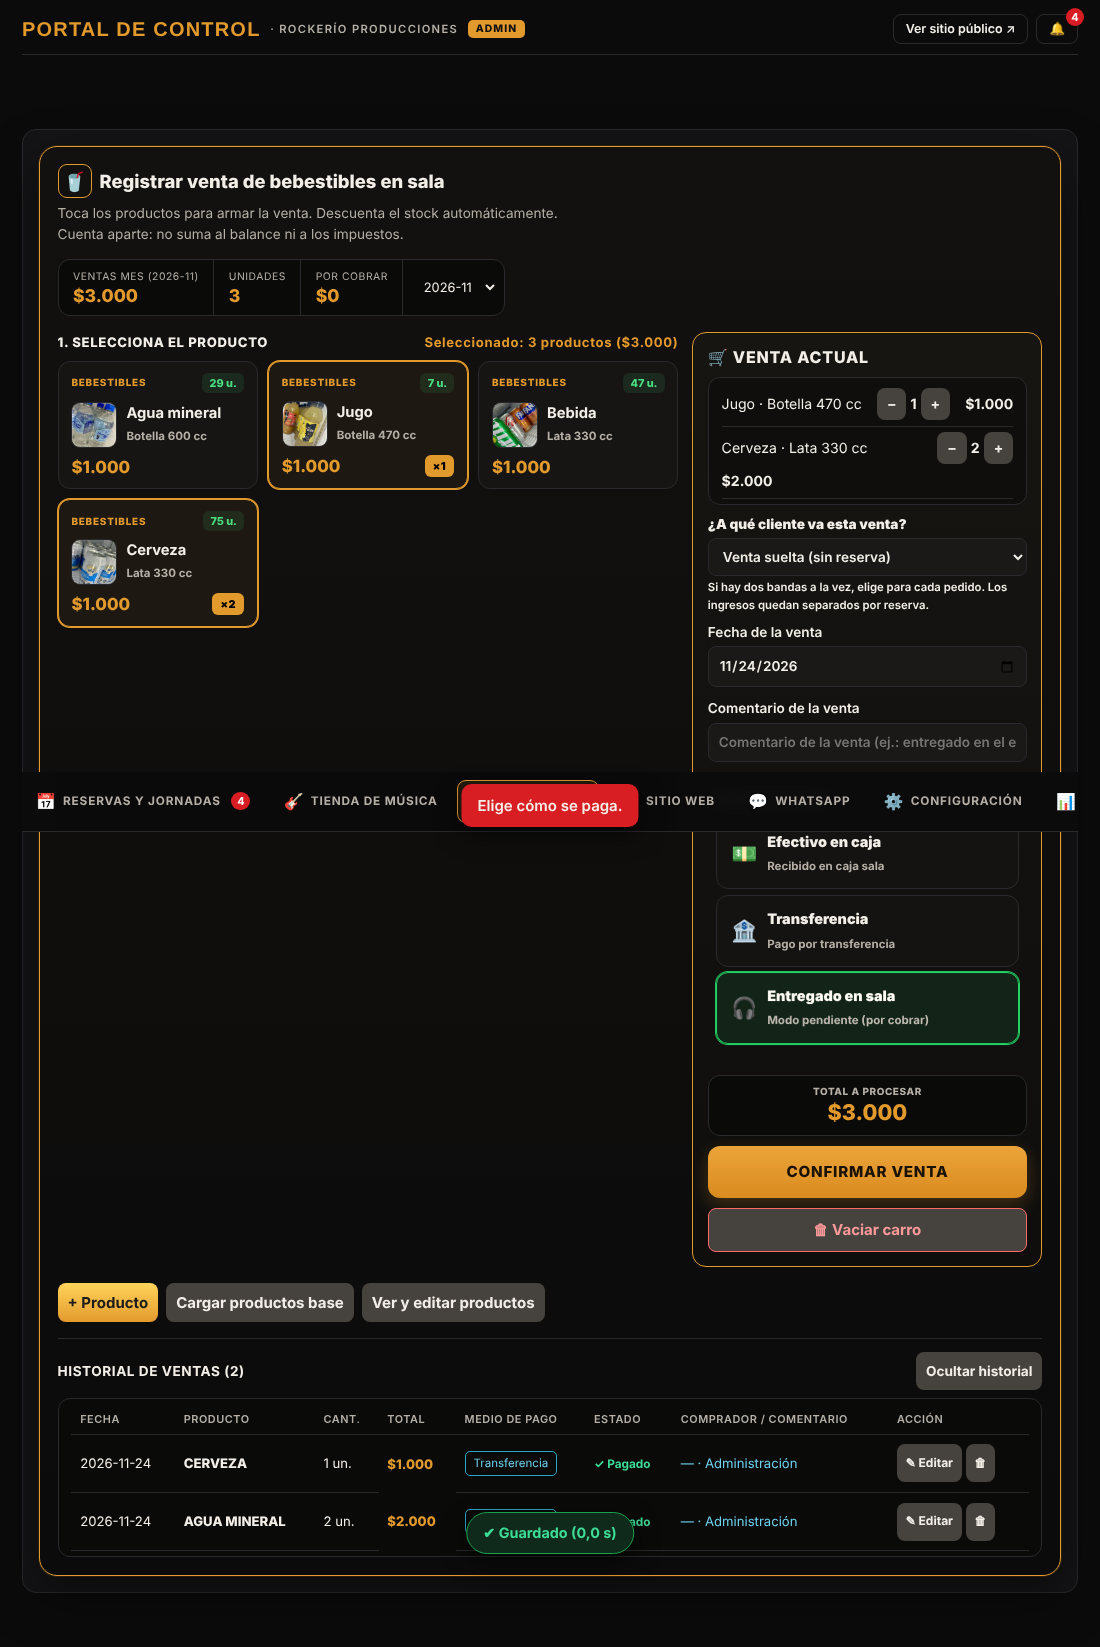 PORTAL DE CONTROL · ROCKERÍO PRODUCCIONES ADMIN
Ver sitio público ↗
4
Registrar venta de bebestibles en sala
Toca los productos para armar la venta. Descuenta el stock automáticamente.
Cuenta aparte: no suma al balance ni a los impuestos.
VENTAS MES (2026-11)
$3.000
UNIDADES
3
POR COBRAR
$0
2026-11
1. SELECCIONA EL PRODUCTO
Seleccionado: 3 productos ($3.000)
BEBESTIBLES
29 u.
Agua mineral
Botella 600 cc
$1.000
BEBESTIBLES
7 u.
Jugo
Botella 470 cc
$1.000
×1
BEBESTIBLES
47 u.
Bebida
Lata 330 cc
$1.000
BEBESTIBLES
75 u.
Cerveza
Lata 330 cc
$1.000
×2
VENTA ACTUAL
Jugo · Botella 470 cc − 1 + $1.000
Cerveza · Lata 330 cc − 2 +
$2.000
¿A qué cliente va esta venta?
Venta suelta (sin reserva)
Si hay dos bandas a la vez, elige para cada pedido. Los
ingresos quedan separados por reserva.
Fecha de la venta
11/24/2026
Comentario de la venta
Comentario de la venta (ej.: entregado en el e
RESERVAS Y JORNADAS 4
TIENDA DE MÚSICA
Elige cómo se paga.
SITIO WEB
WHATSAPP
CONFIGURACIÓN
Efectivo en caja
Recibido en caja sala
Transferencia
Pago por transferencia
Entregado en sala
Modo pendiente (por cobrar)
TOTAL A PROCESAR
$3.000
CONFIRMAR VENTA
Vaciar carro
+ Producto
Cargar productos base
Ver y editar productos
HISTORIAL DE VENTAS (2)
Ocultar historial
FECHA PRODUCTO CANT. TOTAL MEDIO DE PAGO ESTADO COMPRADOR / COMENTARIO ACCIÓN
2026-11-24 CERVEZA 1 un. $1.000 Transferencia ✓ Pagado — · Administración ✎ Editar
2026-11-24 AGUA MINERAL 2 un. $2.000 — · Administración ✎ Editar
✔ Guardado (0,0 s)